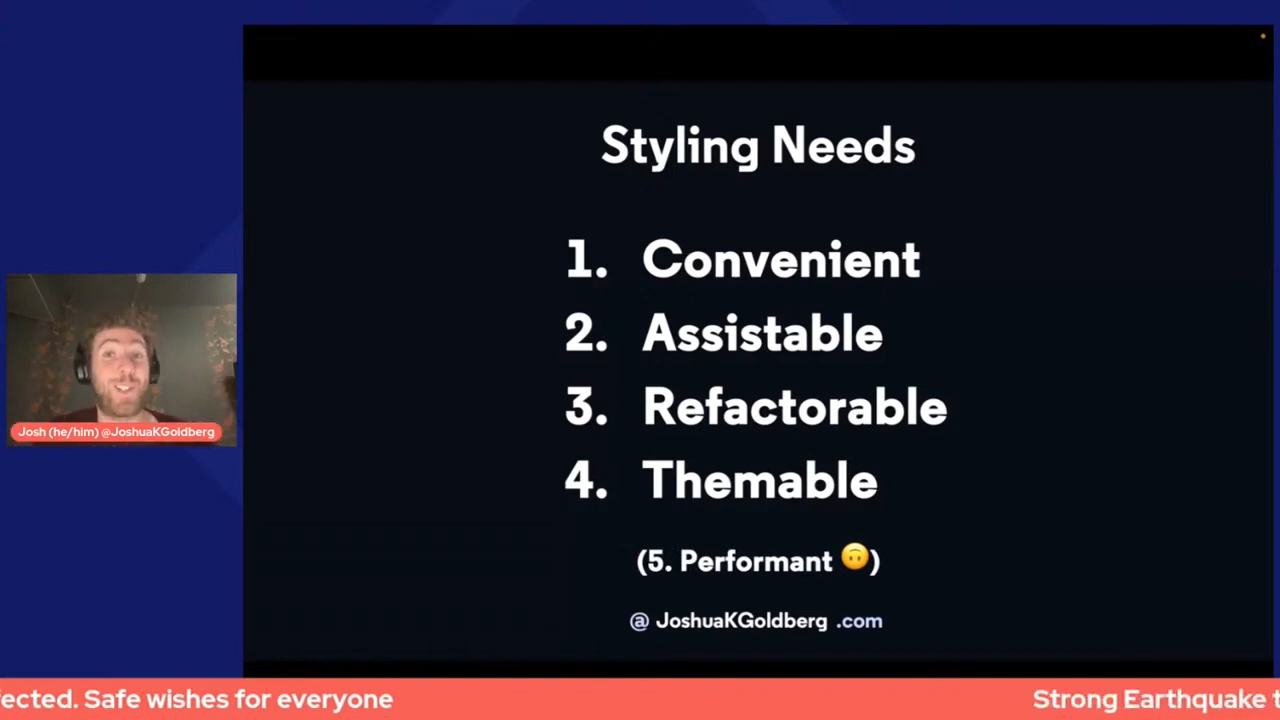 Styling Needs
1. Convenient
2. Assistable
3. Refactorable
4. Themable
(5. Performant 🙃)
@ JoshuaKGoldberg .com
Josh (he/him) @JoshuaKGoldberg
fected. Safe wishes for everyone
Strong Earthquake t